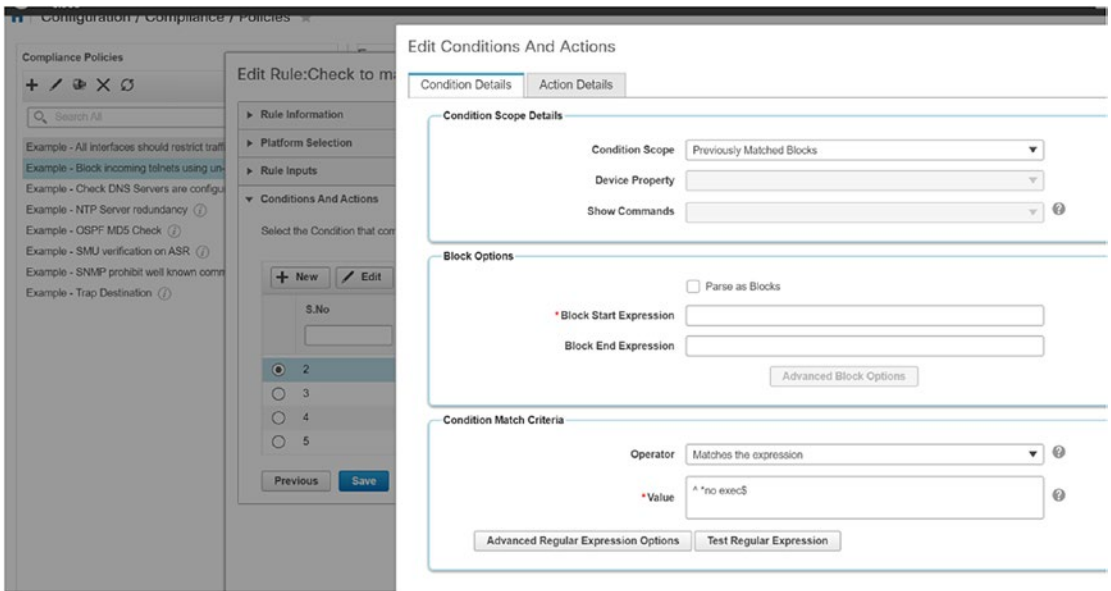 Configuration / Compliance / Policies
Compliance Policies
Search All
Example - All interfaces should restrict traffi
Example - Block incoming telnets using un-
Example - Check DNS Servers are configu
Example - NTP Server redundancy
Example - OSPF MD5 Check
Example - SMU verification on ASR
Example - SNMP prohibit well known comm
Example - Trap Destination
Edit Rule:Check to ma
Rule Information
Platform Selection
Rule Inputs
Conditions And Actions
Select the Condition that com
New Edit
S.No
2
3
4
5
Previous Save
Edit Conditions And Actions
Condition Details Action Details
Condition Scope Details
Condition Scope Previously Matched Blocks
Device Property
Show Commands
Block Options
Parse as Blocks
*Block Start Expression
Block End Expression
Advanced Block Options
Condition Match Criteria
Operator Matches the expression
*Value ^ *no exec$
Advanced Regular Expression Options Test Regular Expression